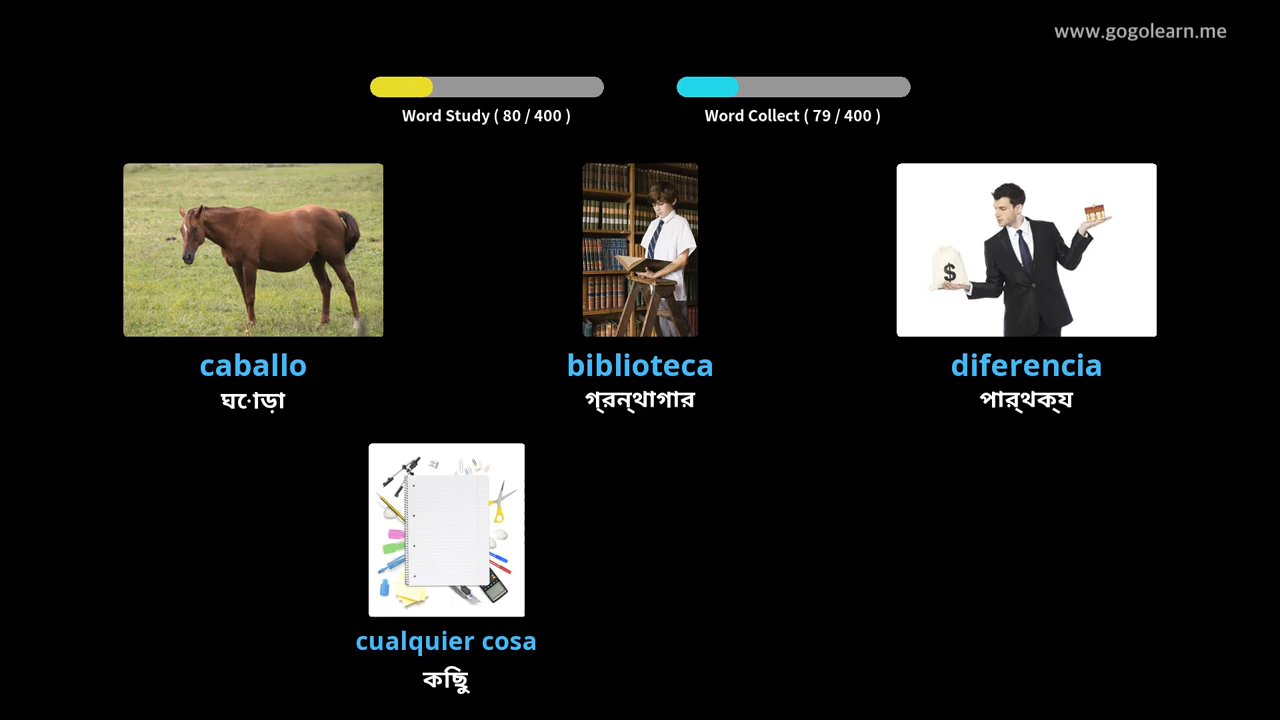 www.gogolearn.me
Word Study ( 80 / 400 )
Word Collect ( 79 / 400 )
caballo
biblioteca
diferencia
ঘোড়া
গ্রন্থাগার
পার্থক্য
$
cualquier cosa
কিছু